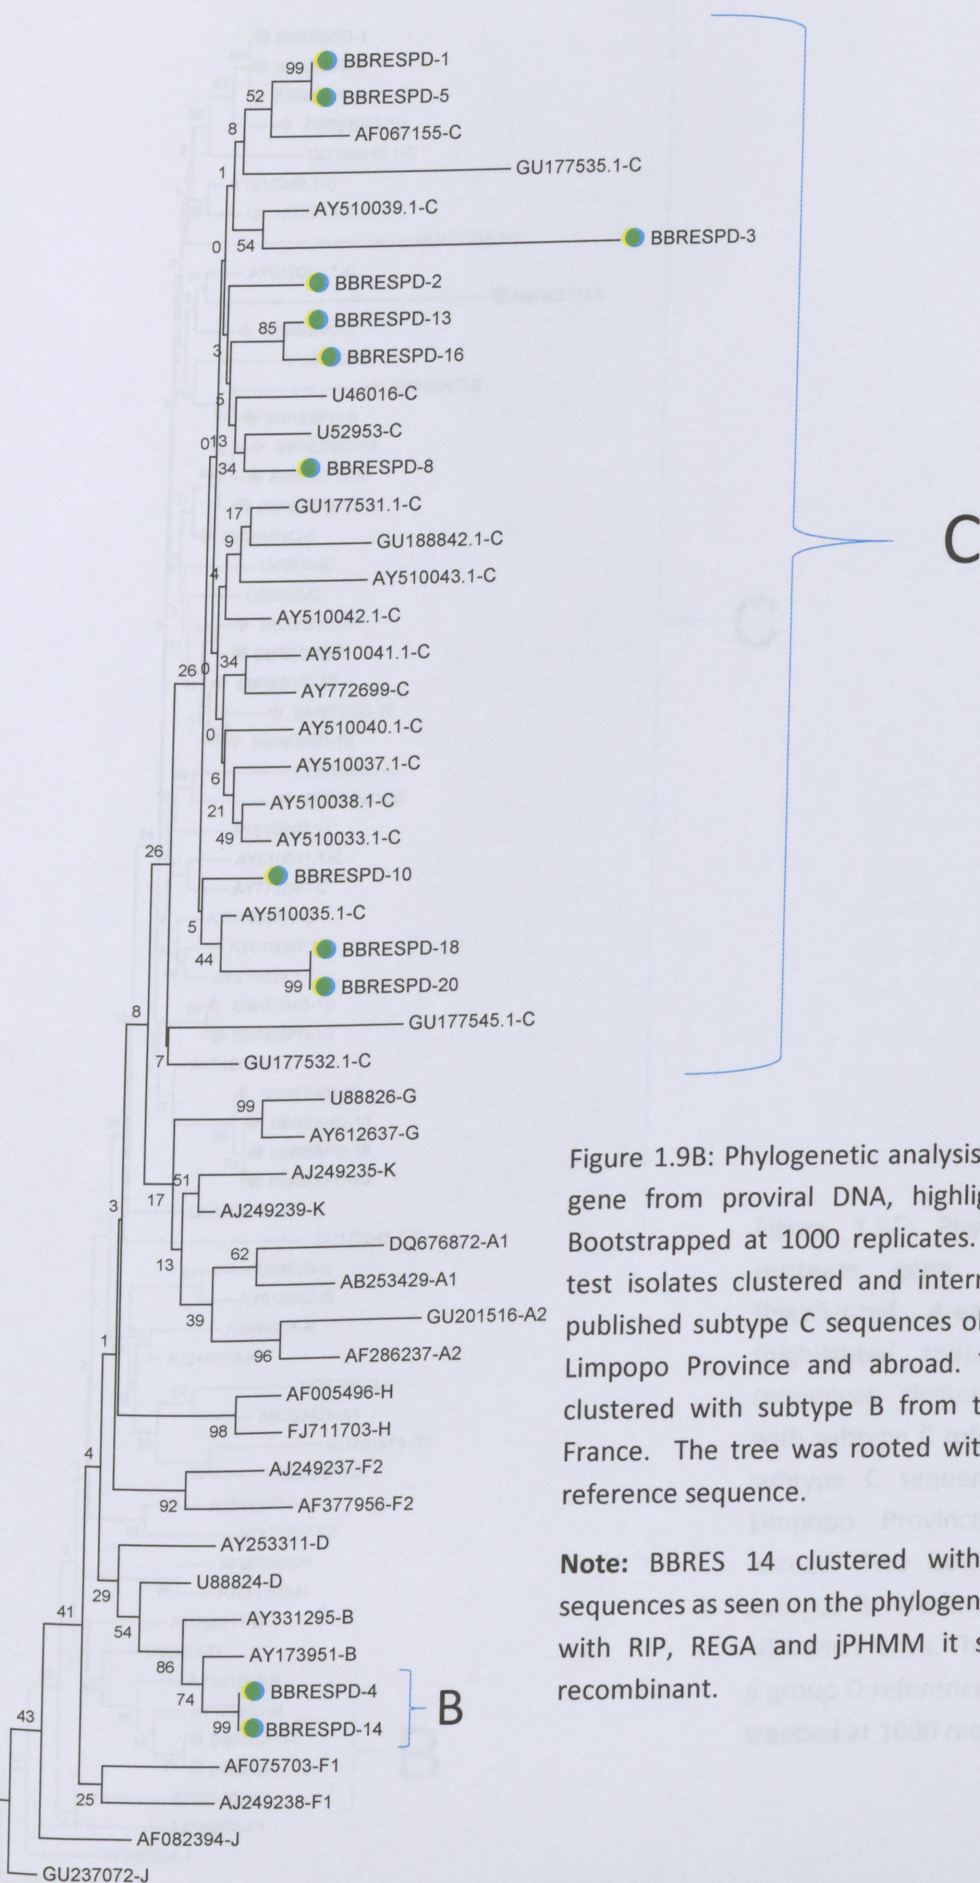 99
BBRESPD-1
BBRESPD-5
52
AF067155-C
8
GU177535.1-C
1
AY510039.1-C
54
BBRESPD-3
0
BBRESPD-2
85
BBRESPD-13
3
BBRESPD-16
5
U46016-C
U52953-C
013
34
BBRESPD-8
17
GU177531.1-C
9
GU188842.1-C
4
AY510043.1-C
AY510042.1-C
34
AY510041.1-C
26
0
AY772699-C
0
AY510040.1-C
6
AY510037.1-C
21
AY510038.1-C
49
AY510033.1-C
26
BBRESPD-10
5
AY510035.1-C
44
BBRESPD-18
99
BBRESPD-20
8
GU177545.1-C
7
GU177532.1-C
C
99
U88826-G
AY612637-G
51
AJ249235-K
17
AJ249239-K
3
62
DQ676872-A1
13
AB253429-A1
39
GU201516-A2
96
AF286237-A2
1
AF005496-H
98
FJ711703-H
4
AJ249237-F2
92
AF377956-F2
AY253311-D
29
U88824-D
41
54
AY331295-B
86
AY173951-B
74
BBRESPD-4
99
BBRESPD-14
B
43
AF075703-F1
25
AJ249238-F1
AF082394-J
GU237072-J
Figure 1.9B: Phylogenetic analysis
gene from proviral DNA, highlig
Bootstrapped at 1000 replicates.
test isolates clustered and intern
published subtype C sequences o
Limpopo Province and abroad.
clustered with subtype B from t
France. The tree was rooted wit
reference sequence.
Note: BBRES 14 clustered with
sequences as seen on the phylogen
with RIP, REGA and jPHMM it s
recombinant.